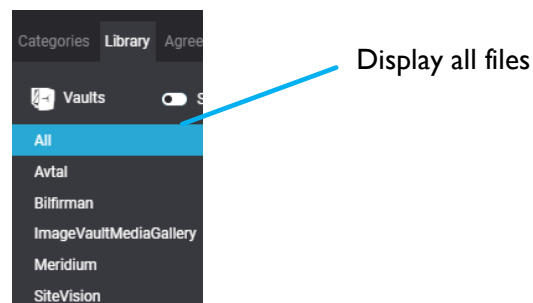 Categories Library Agree
Display all files
Vaults S
All
Avtal
Bilfirman
ImageVaultMediaGallery
Meridium
SiteVision